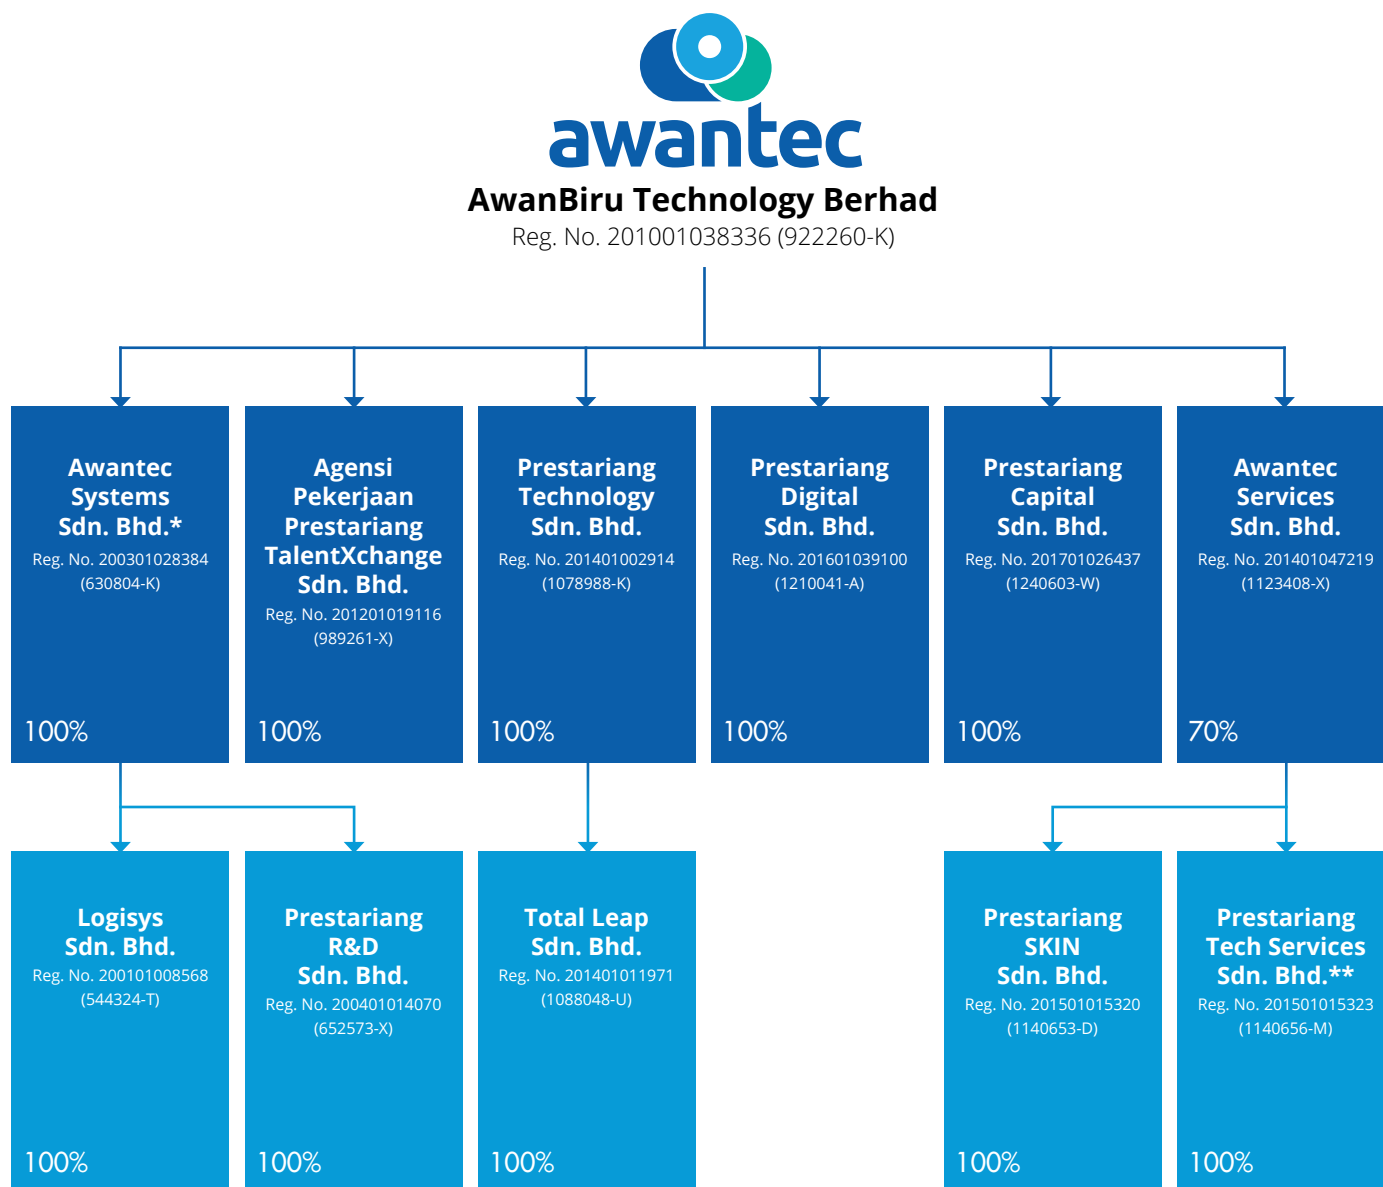 awantec
AwanBiru Technology Berhad
Reg. No. 201001038336 (922260-K)
Awantec
Systems
Sdn. Bhd.*
Reg. No. 200301028384
(630804-K)
100%
Agensi
Pekerjaan
Prestariang
TalentXchange
Sdn. Bhd.
Reg. No. 201201019116
(989261-X)
100%
Prestariang
Technology
Sdn. Bhd.
Reg. No. 201401002914
(1078988-K)
100%
Prestariang
Digital
Sdn. Bhd.
Reg. No. 201601039100
(1210041-A)
100%
Prestariang
Capital
Sdn. Bhd.
Reg. No. 201701026437
(1240603-W)
100%
Awantec
Services
Sdn. Bhd.
Reg. No. 201401047219
(1123408-X)
70%
Logisys
Sdn. Bhd.
Reg. No. 200101008568
(544324-T)
100%
Prestariang
R&D
Sdn. Bhd.
Reg. No. 200401014070
(652573-X)
100%
Total Leap
Sdn. Bhd.
Reg. No. 201401011971
(1088048-U)
100%
Prestariang
SKIN
Sdn. Bhd.
Reg. No. 201501015320
(1140653-D)
100%
Prestariang
Tech Services
Sdn. Bhd.**
Reg. No. 201501015323
(1140656-M)
100%